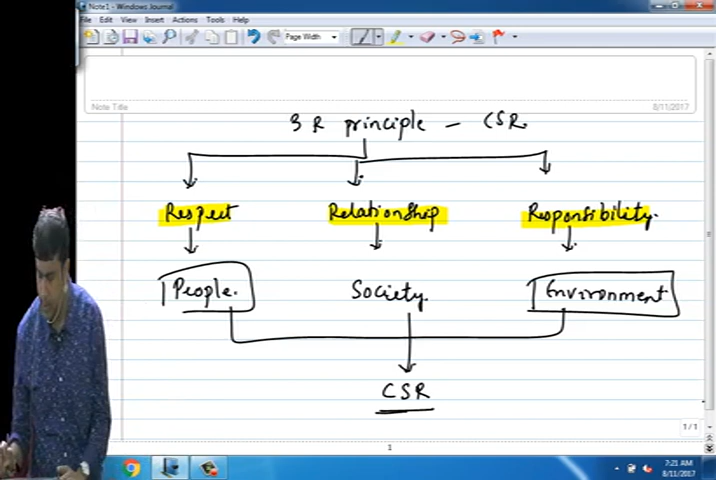 Note1 - Windows Journal
File Edit View Insert Actions Tools Help
Page Width
Note Title
8/11/2017
3 R principle - CSR.
Respect Relationship Responsibility.
People. Society. Environment
CSR
1/1
1
7:21 AM
8/11/2017